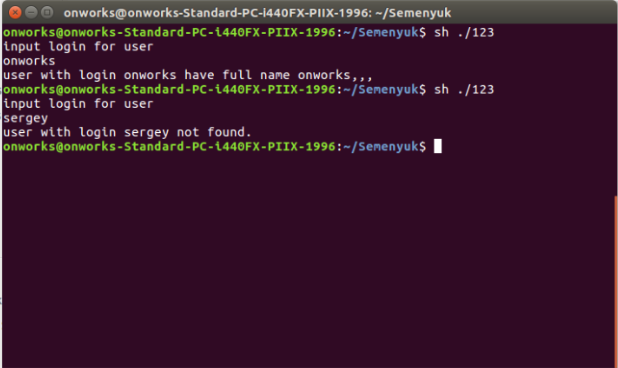 onworks@onworks-Standard-PC-i440FX-PIIX-1996: ~/Semenyuk
onworks@onworks-Standard-PC-i440FX-PIIX-1996:~/Semenyuk$ sh ./123
input login for user
onworks
user with login onworks have full name onworks,,,
onworks@onworks-Standard-PC-i440FX-PIIX-1996:~/Semenyuk$ sh ./123
input login for user
sergey
user with login sergey not found.
onworks@onworks-Standard-PC-i440FX-PIIX-1996:~/Semenyuk$